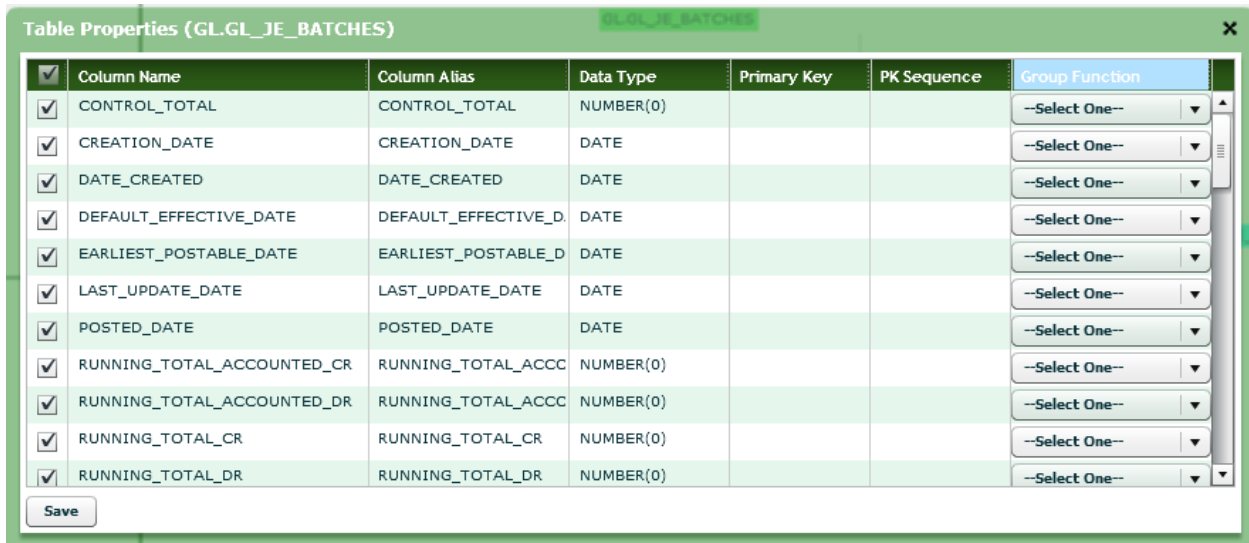 GL.GL_JE_BATCHES
Table Properties (GL.GL_JE_BATCHES)
Column Name Column Alias Data Type Primary Key PK Sequence Group Function
CONTROL_TOTAL CONTROL_TOTAL NUMBER(0) --Select One--
CREATION_DATE CREATION_DATE DATE --Select One--
DATE_CREATED DATE_CREATED DATE --Select One--
DEFAULT_EFFECTIVE_DATE DEFAULT_EFFECTIVE_D. DATE --Select One--
EARLIEST_POSTABLE_DATE EARLIEST_POSTABLE_D DATE --Select One--
LAST_UPDATE_DATE LAST_UPDATE_DATE DATE --Select One--
POSTED_DATE POSTED_DATE DATE --Select One--
RUNNING_TOTAL_ACCOUNTED_CR RUNNING_TOTAL_ACCC NUMBER(0) --Select One--
RUNNING_TOTAL_ACCOUNTED_DR RUNNING_TOTAL_ACCC NUMBER(0) --Select One--
RUNNING_TOTAL_CR RUNNING_TOTAL_CR NUMBER(0) --Select One--
RUNNING_TOTAL_DR RUNNING_TOTAL_DR NUMBER(0) --Select One--
Save